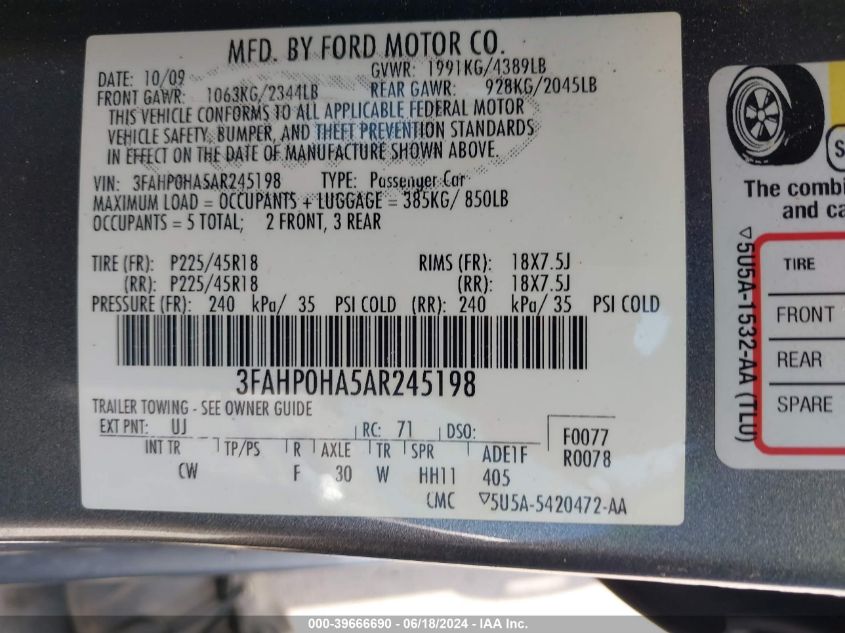 MFD. BY FORD MOTOR CO.
DATE: 10/09 GVWR: 1991KG/4389LB
FRONT GAWR: 1063KG/2344LB REAR GAWR: 928KG/2045LB
THIS VEHICLE CONFORMS TO ALL APPLICABLE FEDERAL MOTOR
VEHICLE SAFETY, BUMPER, AND THEFT PREVENTION STANDARDS
IN EFFECT ON THE DATE OF MANUFACTURE SHOWN ABOVE.
VIN: 3FAHP0HA5AR245198 TYPE: Passenger Car
MAXIMUM LOAD = OCCUPANTS + LUGGAGE = 385KG/ 850LB
OCCUPANTS = 5 TOTAL; 2 FRONT, 3 REAR
TIRE (FR): P225/45R18 RIMS (FR): 18X7.5J
(RR): P225/45R18 (RR): 18X7.5J
PRESSURE (FR): 240 kPa/ 35 PSI COLD (RR): 240 kPa/ 35 PSI COLD
3FAHP0HA5AR245198
TRAILER TOWING - SEE OWNER GUIDE
EXT PNT: UJ RC: 71 DSO: F0077
INT TR TP/PS R AXLE TR SPR ADE1F R0078
CW F 30 W HH11 405
CMC ▽5U5A-5420472-AA
The combi
and ca
▽5U5A-1532-AA (TLU)
TIRE
FRONT
REAR
SPARE
000-39666690 - 06/18/2024 - IAA Inc.